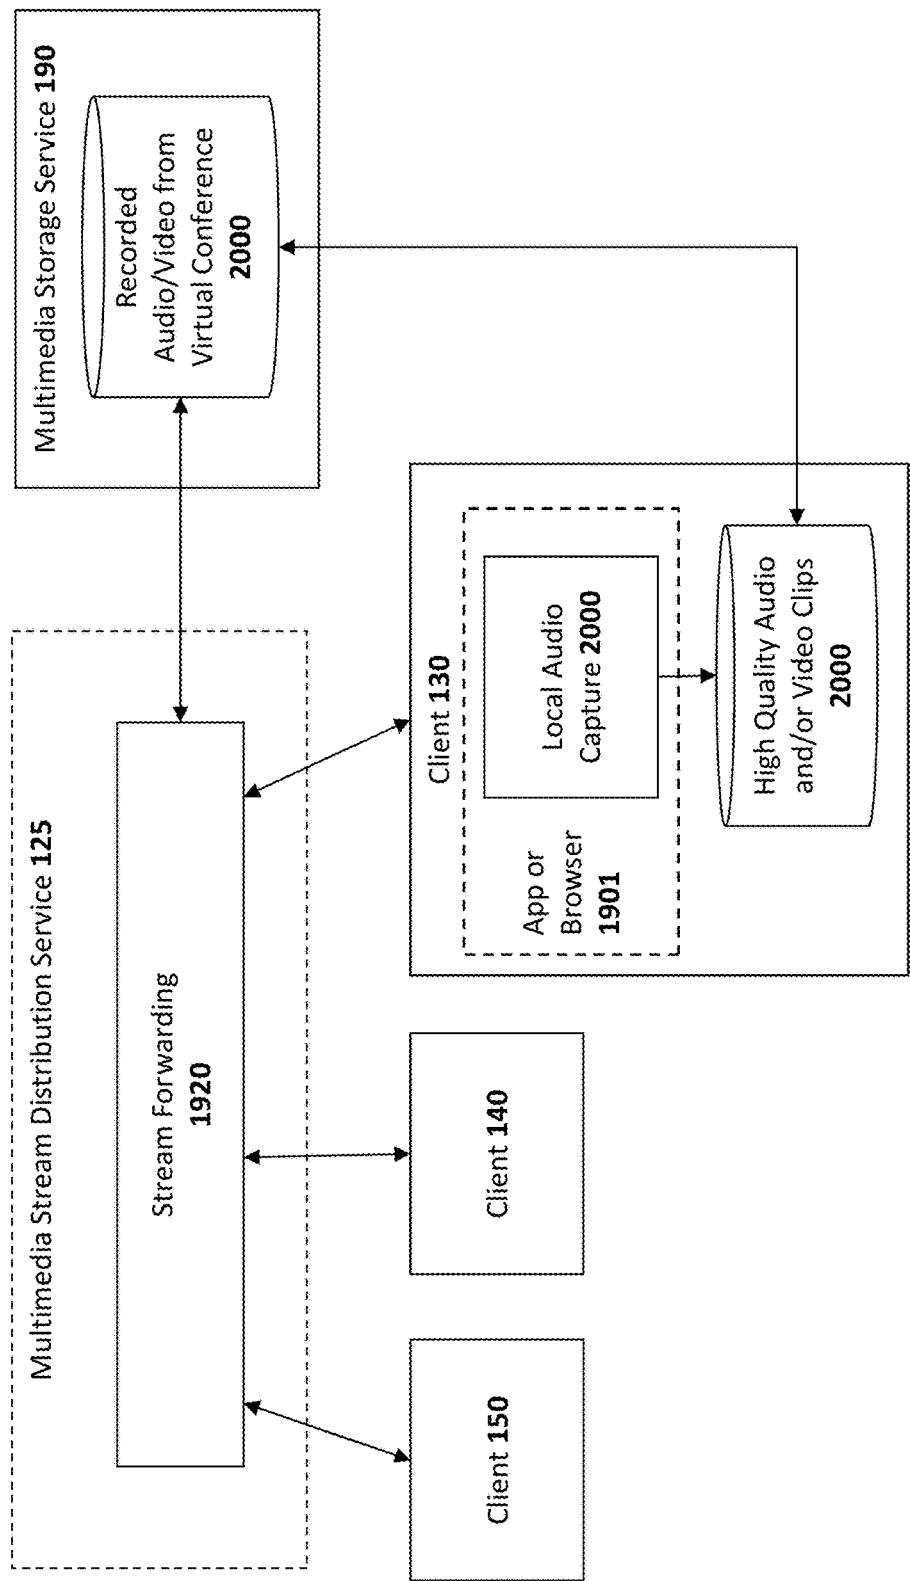 Multimedia Stream Distribution Service 125
Stream Forwarding
1920
Multimedia Storage Service 190
Recorded
Audio/Video from
Virtual Conference
2000
Client 150
Client 140
Client 130
App or
Browser
1901
Local Audio
Capture 2000
High Quality Audio
and/or Video Clips
2000